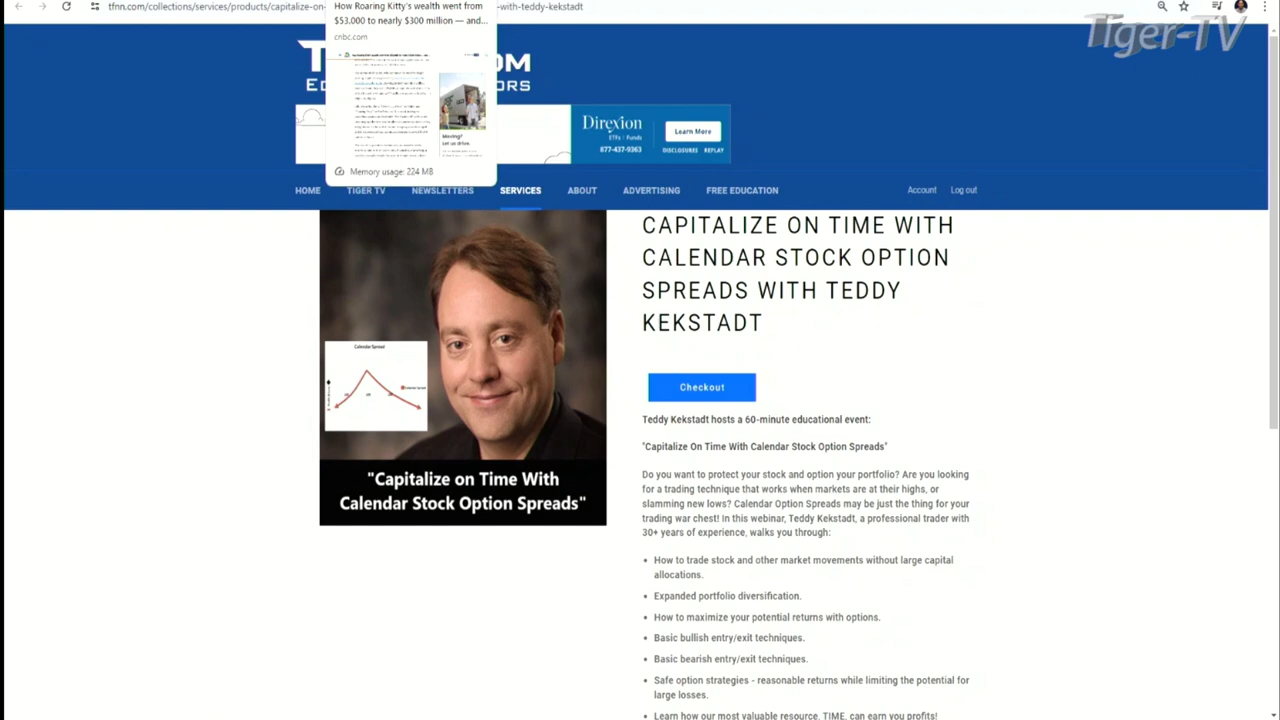 How Roaring Kitty's wealth went from
tfnn.com/collections/services/products/capitalize-on-
with-teddy-kekstadt
$53,000 to nearly $300 million — and...
Tiger-TV
cnbc.com
T
OM
ED
ORS
Moving?
Let us drive.
Direxion
ETFs | Funds
877-437-9363
Learn More
DISCLOSURES REPLAY
Memory usage: 224 MB
HOME
TIGER TV
NEWSLETTERS
SERVICES
ABOUT
ADVERTISING
FREE EDUCATION
Account
Log out
CAPITALIZE ON TIME WITH
CALENDAR STOCK OPTION
SPREADS WITH TEDDY
KEKSTADT
Calendar Spread
"Capitalize on Time With
Calendar Stock Option Spreads"
Checkout
Teddy Kekstadt hosts a 60-minute educational event:
"Capitalize On Time With Calendar Stock Option Spreads"
Do you want to protect your stock and option your portfolio? Are you looking
for a trading technique that works when markets are at their highs, or
slamming new lows? Calendar Option Spreads may be just the thing for your
trading war chest! In this webinar, Teddy Kekstadt, a professional trader with
30+ years of experience, walks you through:
• How to trade stock and other market movements without large capital
allocations.
• Expanded portfolio diversification.
• How to maximize your potential returns with options.
• Basic bullish entry/exit techniques.
• Basic bearish entry/exit techniques.
• Safe option strategies - reasonable returns while limiting the potential for
large losses.
• Learn how our most valuable resource, TIME, can earn you profits!